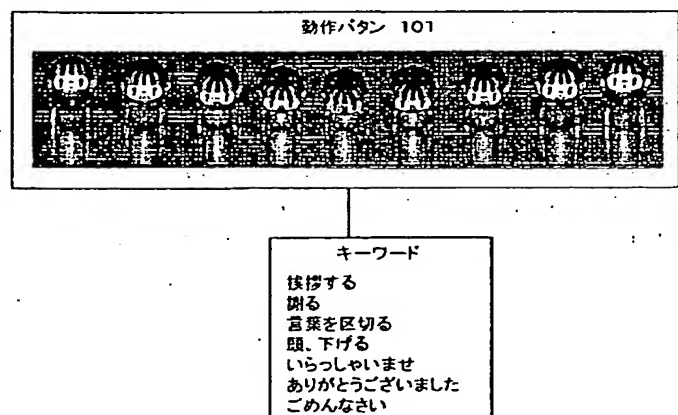 動作パタン 101
キーワード
挨拶する
謝る
言葉を区切る
頭、下げる
いらっしゃいませ
ありがとうございました
ごめんなさい